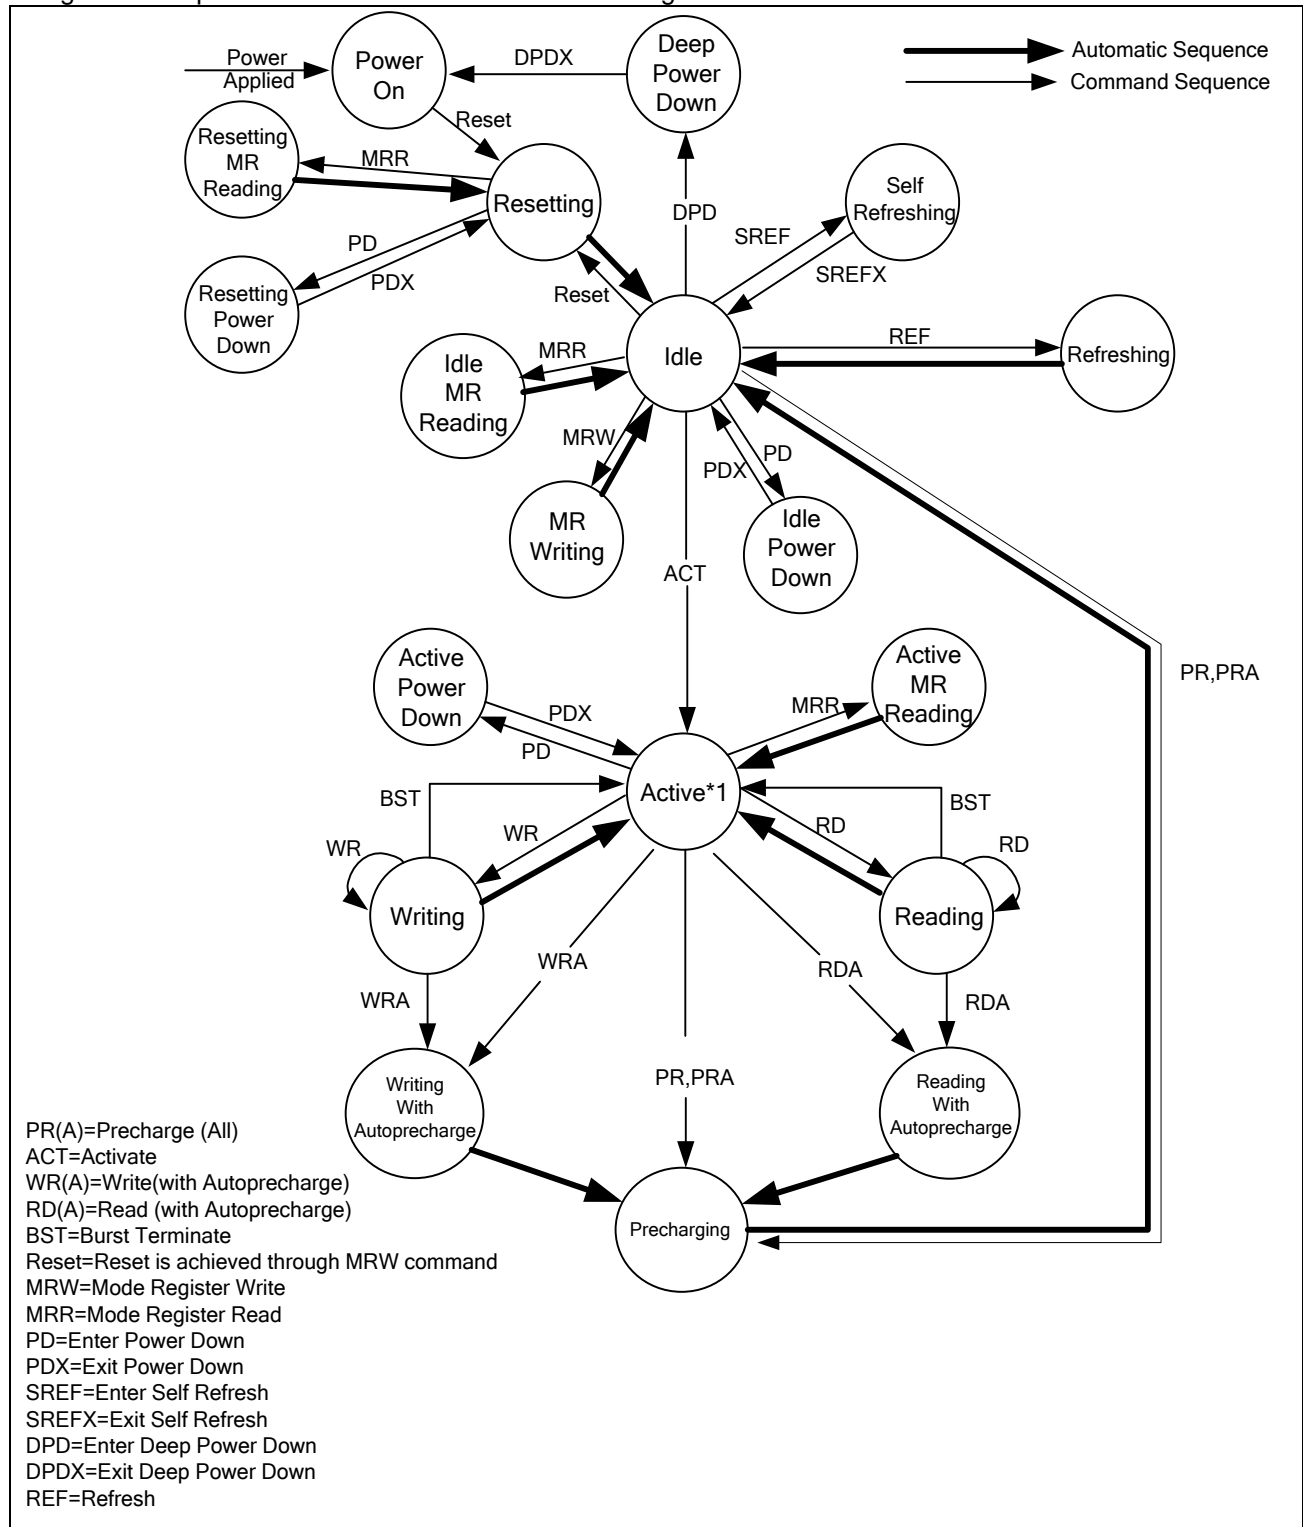 Power
Applied
Power
On
DPDX
Deep
Power
Down
Automatic Sequence
Command Sequence
Reset
Resetting
MR
Reading
MRR
Resetting
Self
Refreshing
DPD
SREF
SREFX
PD
PDX
Resetting
Power
Down
Reset
Idle
REF
Refreshing
MRR
Idle
MR
Reading
MRW
PD
PDX
MR
Writing
Idle
Power
Down
ACT
Active
Power
Down
PDX
PD
Active
MR
Reading
MRR
PR,PRA
Active*1
BST
BST
WR
RD
WR
RD
Writing
Reading
WRA
RDA
WRA
RDA
Writing
With
Autoprecharge
PR,PRA
Reading
With
Autoprecharge
Precharging
PR(A)=Precharge (All)
ACT=Activate
WR(A)=Write(with Autoprecharge)
RD(A)=Read (with Autoprecharge)
BST=Burst Terminate
Reset=Reset is achieved through MRW command
MRW=Mode Register Write
MRR=Mode Register Read
PD=Enter Power Down
PDX=Exit Power Down
SREF=Enter Self Refresh
SREFX=Exit Self Refresh
DPD=Enter Deep Power Down
DPDX=Exit Deep Power Down
REF=Refresh